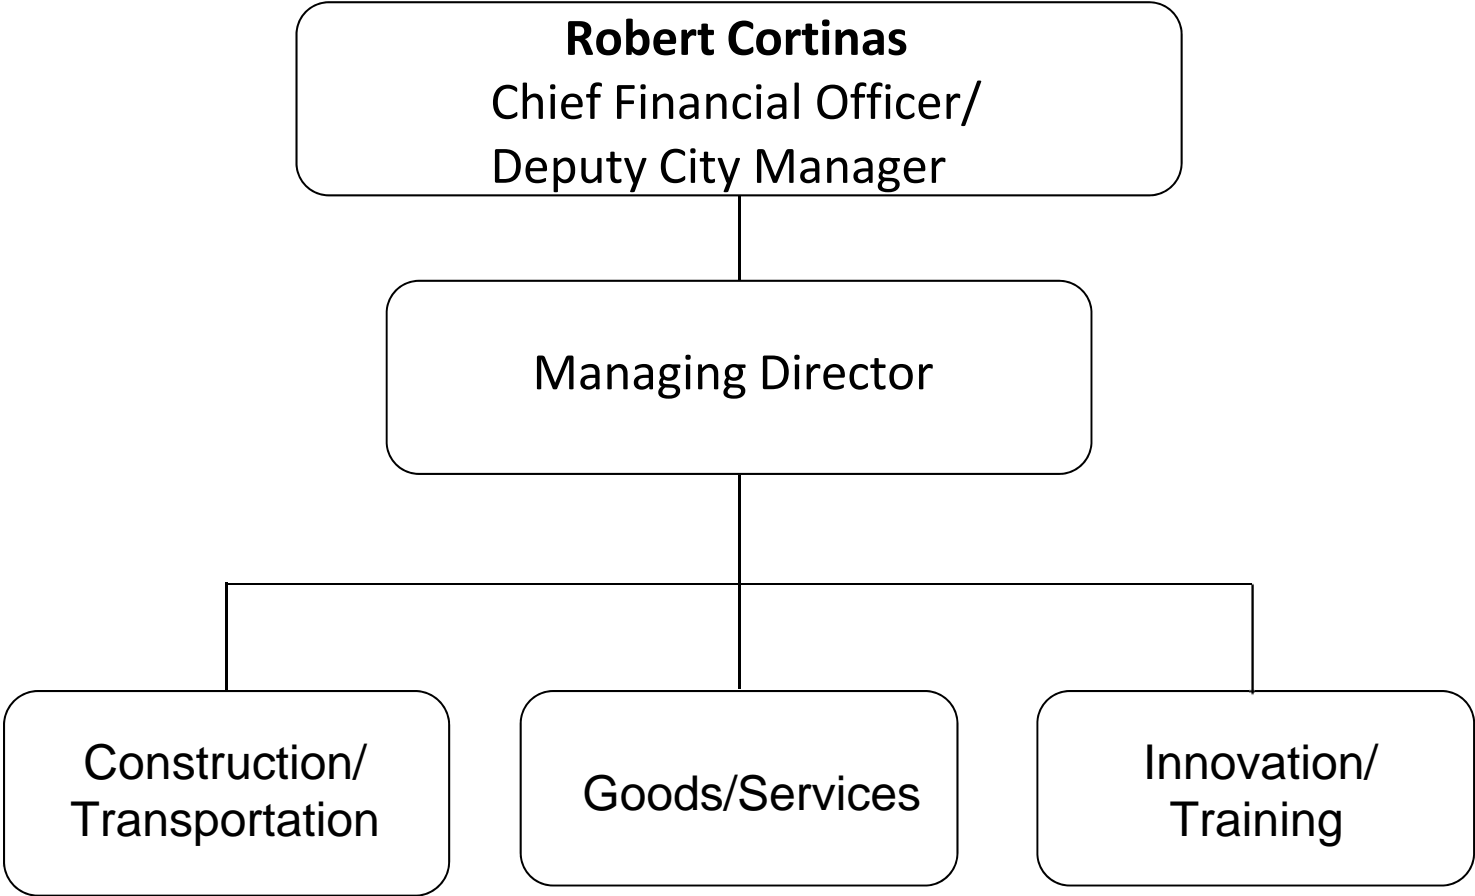 Robert Cortinas
Chief Financial Officer/
Deputy City Manager
Managing Director
Construction/
Transportation
Goods/Services
Innovation/
Training